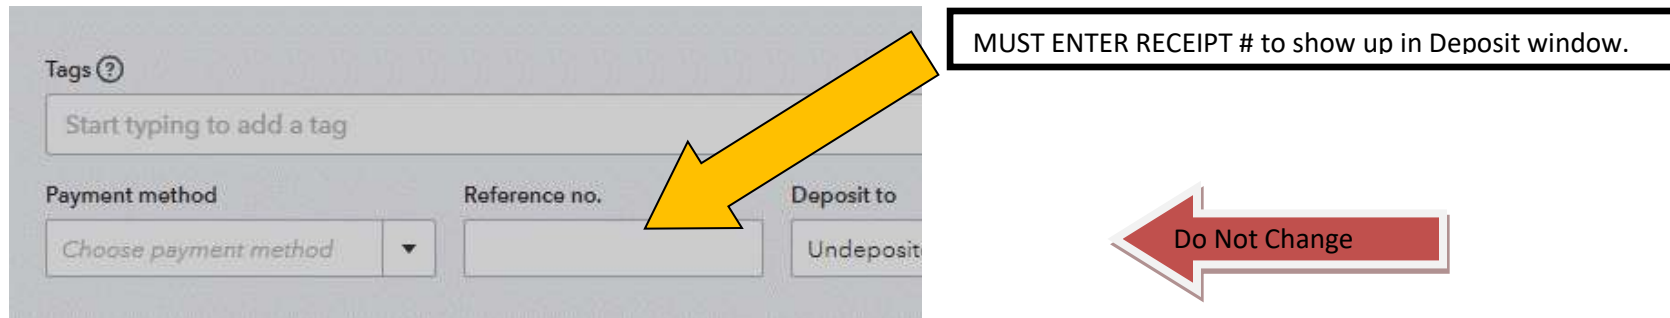 MUST ENTER RECEIPT # to show up in Deposit window.
Tags ?
Start typing to add a tag
Payment method Reference no. Deposit to
Choose payment method Undeposit
Do Not Change